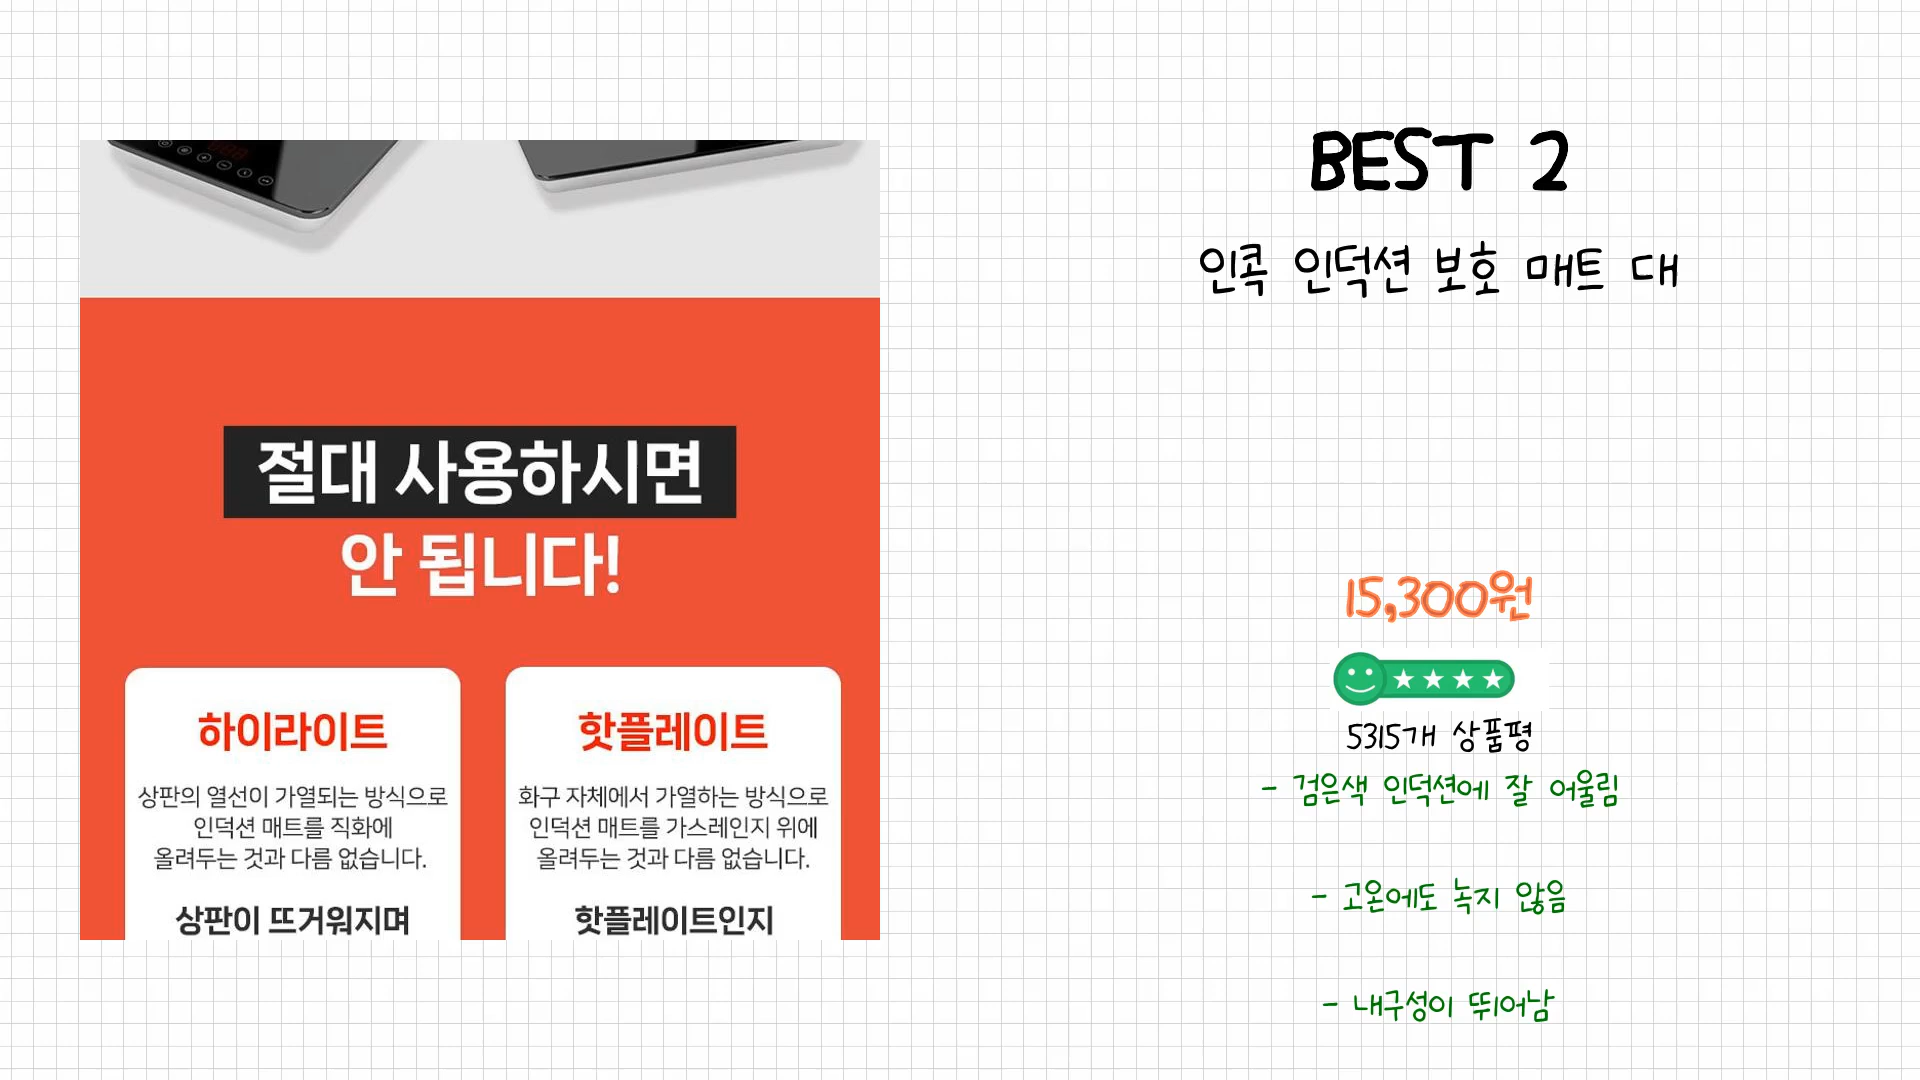 절대 사용하시면
안 됩니다!
하이라이트
상판의 열선이 가열되는 방식으로
인덕션 매트를 직화에
올려두는 것과 다름 없습니다.
상판이 뜨거워지며
핫플레이트
화구 자체에서 가열하는 방식으로
인덕션 매트를 가스레인지 위에
올려두는 것과 다름 없습니다.
핫플레이트인지
BEST 2
인콕 인덕션 보호 매트 대
15,300원
5315개 상품평
- 검은색 인덕션에 잘 어울림
- 고온에도 녹지 않음
- 내구성이 뛰어남